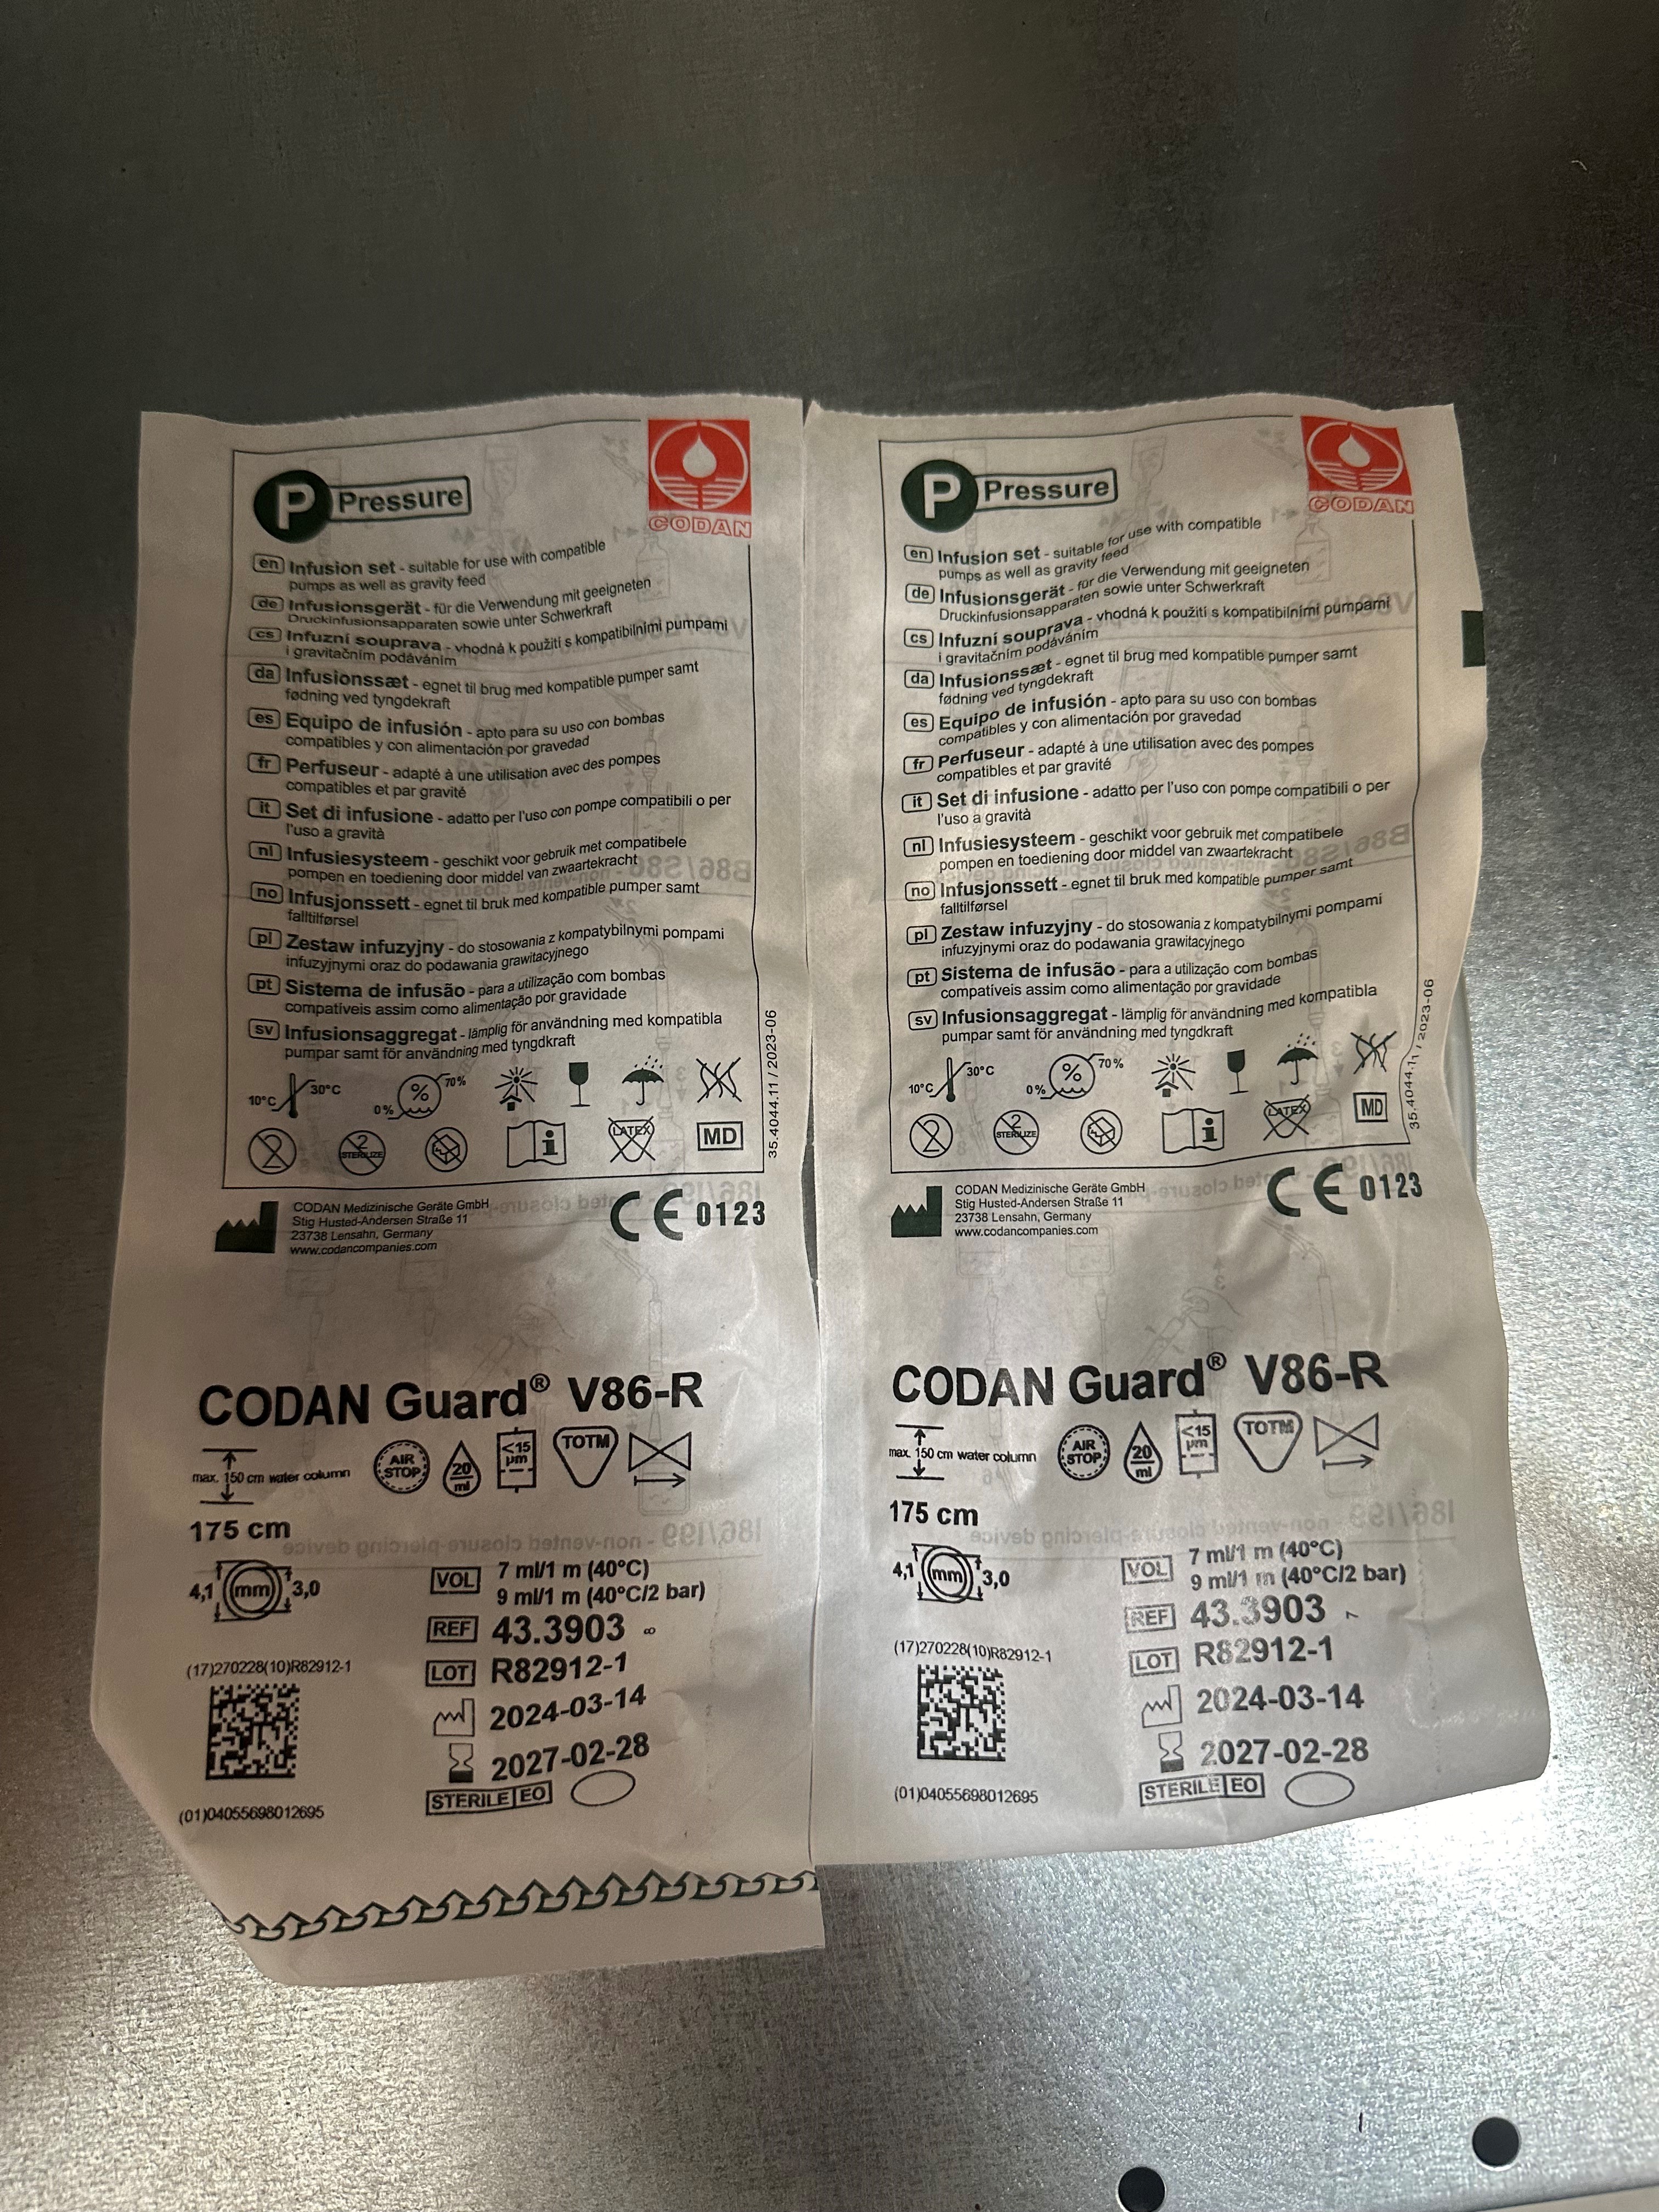 P Pressure
CODAN
en Infusion set - suitable for use with compatible
pumps as well as gravity feed
de Infusionsgerät - für die Verwendung mit geeigneten
Druckinfusionsapparaten sowie unter Schwerkraft
cs Infuzní souprava - vhodná k použití s kompatibilními pumpami
i gravitačním podáváním
da Infusionssæt - egnet til brug med kompatible pumper samt
fødning ved tyngdekraft
es Equipo de infusión - apto para su uso con bombas
compatibles y con alimentación por gravedad
fr Perfuseur - adapté à une utilisation avec des pompes
compatibles et par gravité
it Set di infusione - adatto per l'uso con pompe compatibili o per
l'uso a gravità
nl Infusiesysteem - geschikt voor gebruik met compatibele
pompen en toediening door middel van zwaartekracht
no Infusjonssett - egnet til bruk med kompatible pumper samt
falltilførsel
pl Zestaw infuzyjny - do stosowania z kompatybilnymi pompami
infuzyjnymi oraz do podawania grawitacyjnego
pt Sistema de infusão - para a utilização com bombas
compatíveis assim como alimentação por gravidade
sv Infusionsaggregat - lämplig för användning med kompatibla
pumpar samt för användning med tyngdkraft
10°C 30°C 0% % 70%
2 2 STERILIZE i LATEX MD
35.4044.11 / 2023-06
CODAN Medizinische Geräte GmbH
Stig Husted-Andersen Straße 11
23738 Lensahn, Germany
www.codancompanies.com
CE 0123
CODAN Guard® V86-R
max. 150 cm water column
AIR STOP 20 ml <15 µm TOTM
175 cm
4,1 mm 3,0
VOL 7 ml/1 m (40°C)
9 ml/1 m (40°C/2 bar)
REF 43.3903 8
(17)270228(10)R82912-1
LOT R82912-1
2024-03-14
2027-02-28
STERILE EO
(01)04055698012695
P Pressure
CODAN
en Infusion set - suitable for use with compatible
pumps as well as gravity feed
de Infusionsgerät - für die Verwendung mit geeigneten
Druckinfusionsapparaten sowie unter Schwerkraft
cs Infuzní souprava - vhodná k použití s kompatibilními pumpami
i gravitačním podáváním
da Infusionssæt - egnet til brug med kompatible pumper samt
fødning ved tyngdekraft
es Equipo de infusión - apto para su uso con bombas
compatibles y con alimentación por gravedad
fr Perfuseur - adapté à une utilisation avec des pompes
compatibles et par gravité
it Set di infusione - adatto per l'uso con pompe compatibili o per
l'uso a gravità
nl Infusiesysteem - geschikt voor gebruik met compatibele
pompen en toediening door middel van zwaartekracht
no Infusjonssett - egnet til bruk med kompatible pumper samt
falltilførsel
pl Zestaw infuzyjny - do stosowania z kompatybilnymi pompami
infuzyjnymi oraz do podawania grawitacyjnego
pt Sistema de infusão - para a utilização com bombas
compatíveis assim como alimentação por gravidade
sv Infusionsaggregat - lämplig för användning med kompatibla
pumpar samt för användning med tyngdkraft
10°C 30°C 0% % 70%
2 2 STERILIZE i LATEX MD
35.4044.11 / 2023-06
CODAN Medizinische Geräte GmbH
Stig Husted-Andersen Straße 11
23738 Lensahn, Germany
www.codancompanies.com
CE 0123
CODAN Guard® V86-R
max. 150 cm water column
AIR STOP 20 ml <15 µm TOTM
175 cm
4,1 mm 3,0
VOL 7 ml/1 m (40°C)
9 ml/1 m (40°C/2 bar)
REF 43.3903 7
(17)270228(10)R82912-1
LOT R82912-1
2024-03-14
2027-02-28
STERILE EO
(01)04055698012695